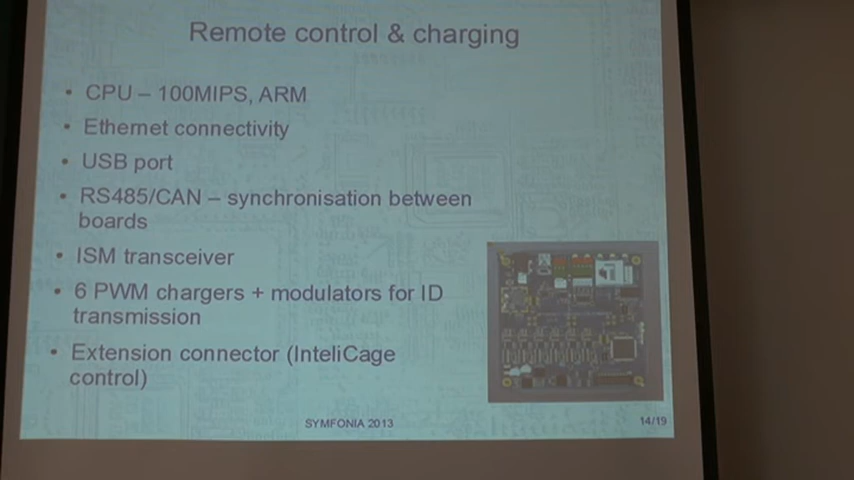 Remote control & charging
• CPU – 100MIPS, ARM
• Ethernet connectivity
• USB port
• RS485/CAN – synchronisation between
boards
• ISM transceiver
• 6 PWM chargers + modulators for ID
transmission
• Extension connector (InteliCage
control)
SYMFONIA 2013
14/19